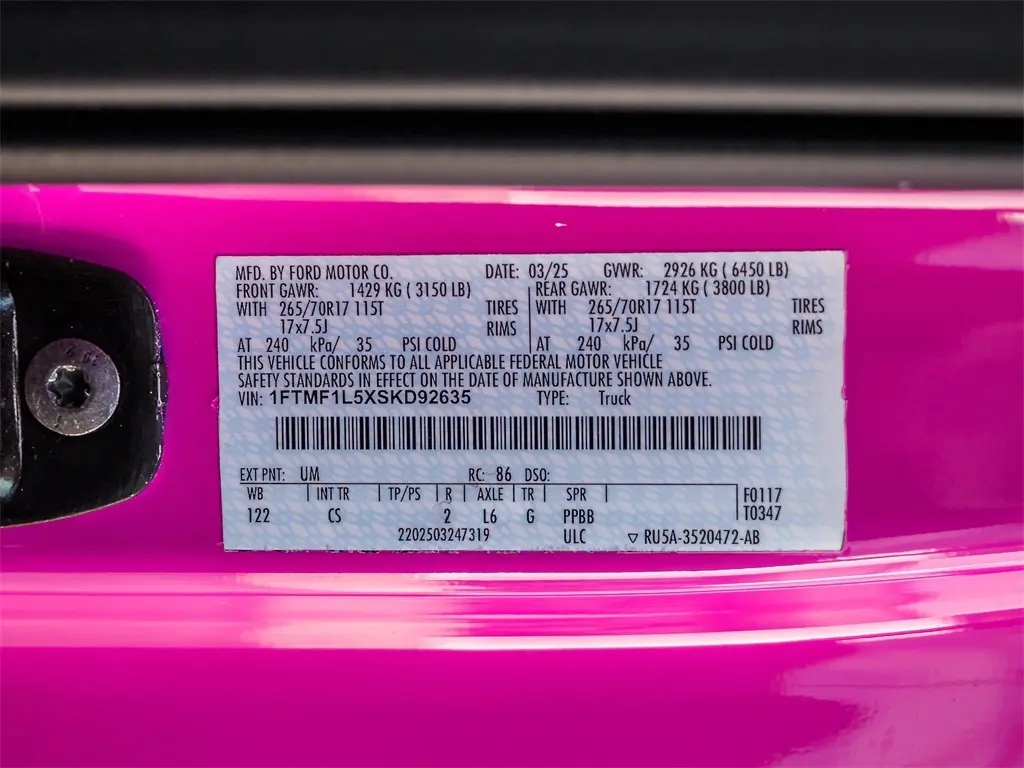 MFD. BY FORD MOTOR CO. DATE: 03/25 GVWR: 2926 KG ( 6450 LB)
FRONT GAWR: 1429 KG ( 3150 LB) REAR GAWR: 1724 KG ( 3800 LB)
WITH 265/70R17 115T TIRES WITH 265/70R17 115T TIRES
17x7.5J RIMS 17x7.5J RIMS
AT 240 kPa/ 35 PSI COLD AT 240 kPa/ 35 PSI COLD
THIS VEHICLE CONFORMS TO ALL APPLICABLE FEDERAL MOTOR VEHICLE
SAFETY STANDARDS IN EFFECT ON THE DATE OF MANUFACTURE SHOWN ABOVE.
VIN: 1FTMF1L5XSKD92635 TYPE: Truck
EXT PNT: UM RC: 86 DSO:
WB INT TR TP/PS R AXLE TR SPR F0117
122 CS 2 L6 G PPBB T0347
2202503247319 ULC ▽ RU5A-3520472-AB